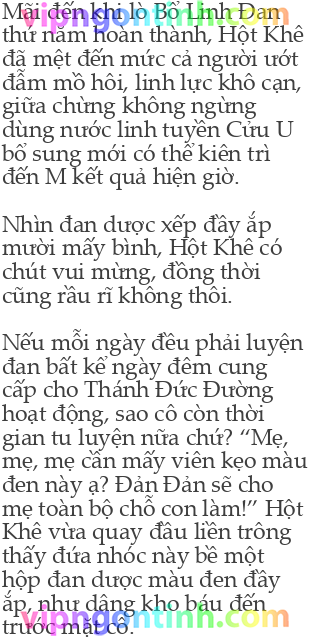 vipngontinh.com
Mãi đến khi lò Bổ Linh Đan
thứ năm hoàn thành, Hột Khê
đã mệt đến mức cả người ướt
đẫm mồ hôi, linh lực khô cạn,
giữa chừng không ngừng
dùng nước linh tuyền Cửu U
bổ sung mới có thể kiên trì
đến M kết quả hiện giờ.
Nhìn đan dược xếp đầy ắp
mười mấy bình, Hột Khê có
chút vui mừng, đồng thời
cũng rầu rĩ không thôi.
Nếu mỗi ngày đều phải luyện
đan bất kể ngày đêm cung
cấp cho Thánh Đức Đường
hoạt động, sao cô còn thời
gian tu luyện nữa chứ? “Mẹ,
mẹ, mẹ cần mấy viên kẹo màu
đen này ạ? Đản Đản sẽ cho
mẹ toàn bộ chỗ con làm!” Hột
Khê vừa quay đầu liền trông
thấy đứa nhóc này bề một
hộp đan dược màu đen đầy
ắp, như dâng kho báu đến
trước mặt cô.
vipngontinh.com